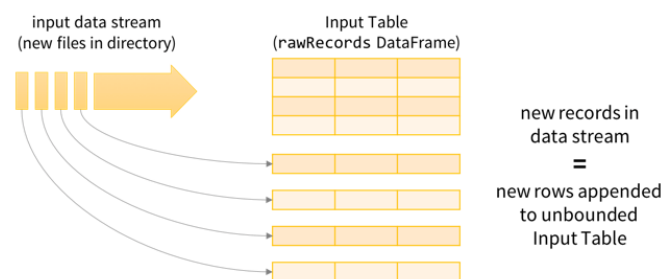 input data stream
(new files in directory)
Input Table
(rawRecords DataFrame)
new records in
data stream
=
new rows appended
to unbounded
Input Table